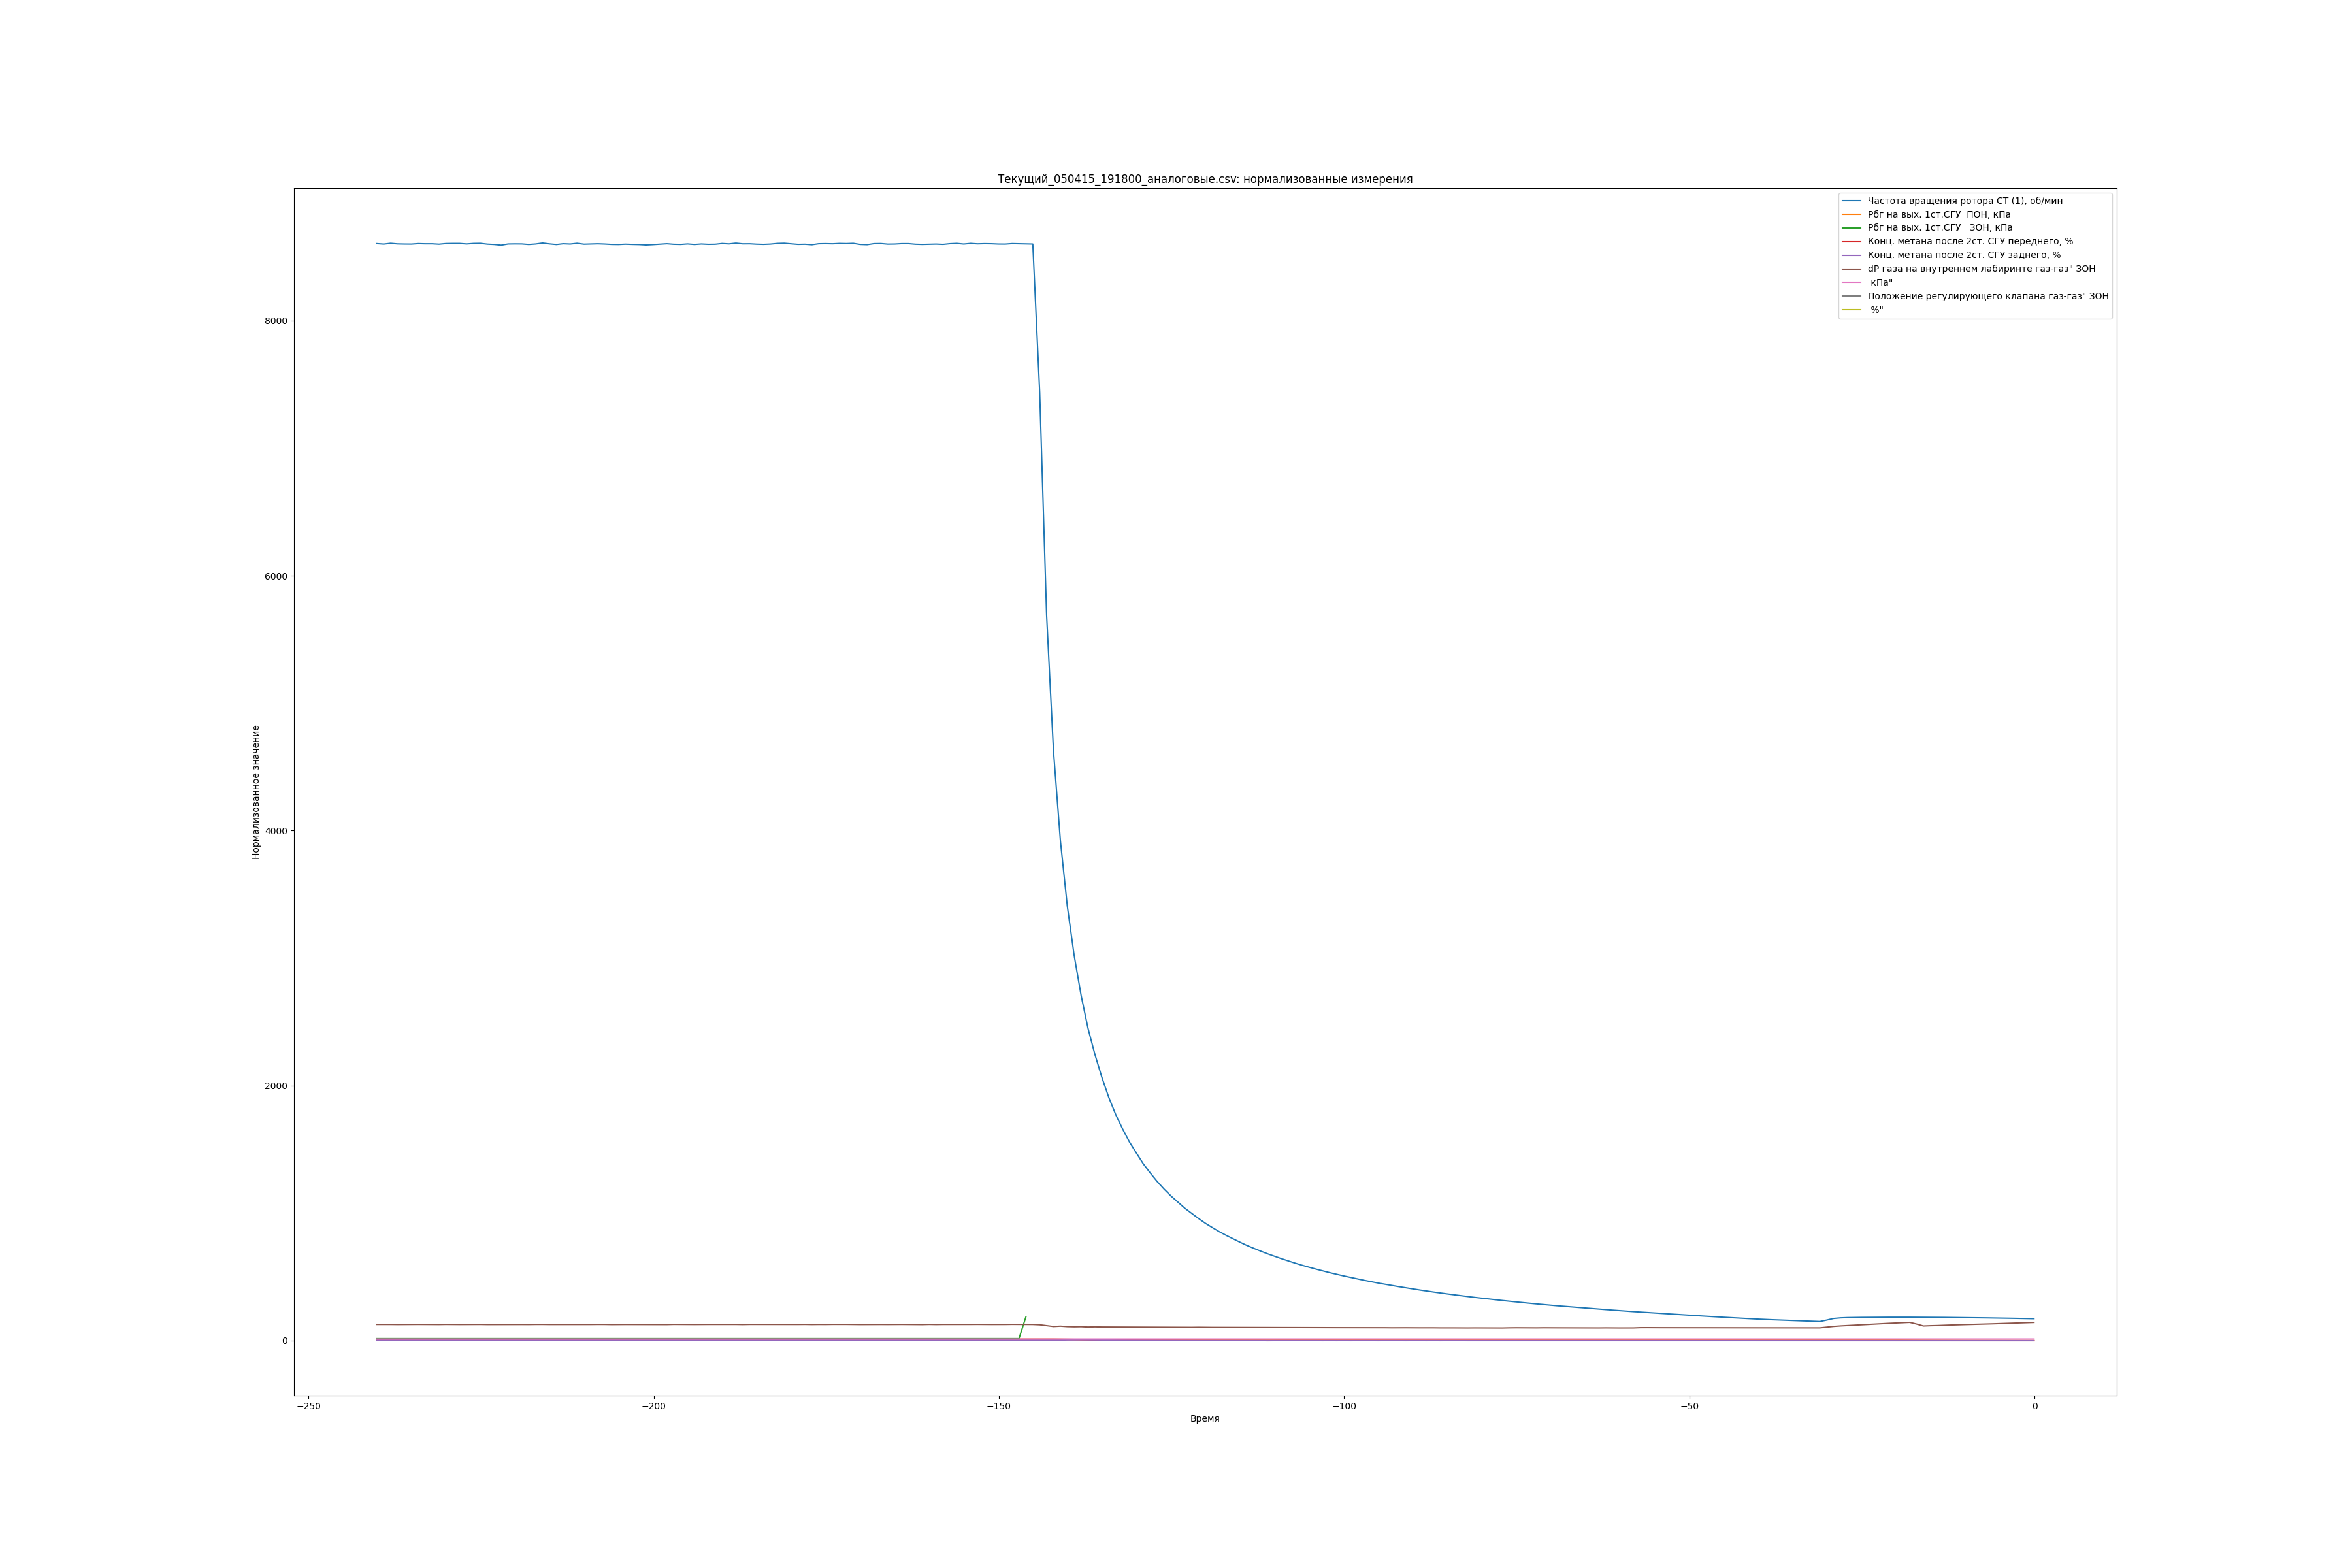 Текущий_050415_191800_аналоговые.csv: нормализованные измерения
Частота вращения ротора СТ (1), об/мин
Рбг на вых. 1ст.СГУ  ПОН, кПа
Рбг на вых. 1ст.СГУ   ЗОН, кПа
Конц. метана после 2ст. СГУ переднего, %
Конц. метана после 2ст. СГУ заднего, %
dP газа на внутреннем лабиринте газ-газ" ЗОН
кПа"
Положение регулирующего клапана газ-газ" ЗОН
%"
8000
6000
4000
2000
0
Нормализованное значение
−250 −200 −150 −100 −50 0
Время